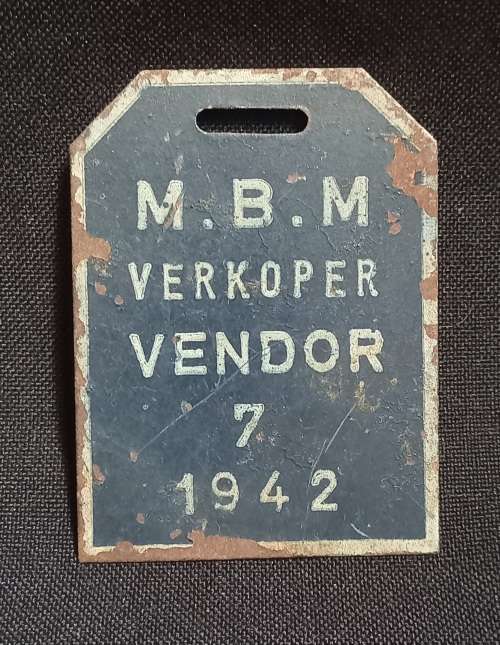 M.B.M
VERKOPER
VENDOR
7
1942